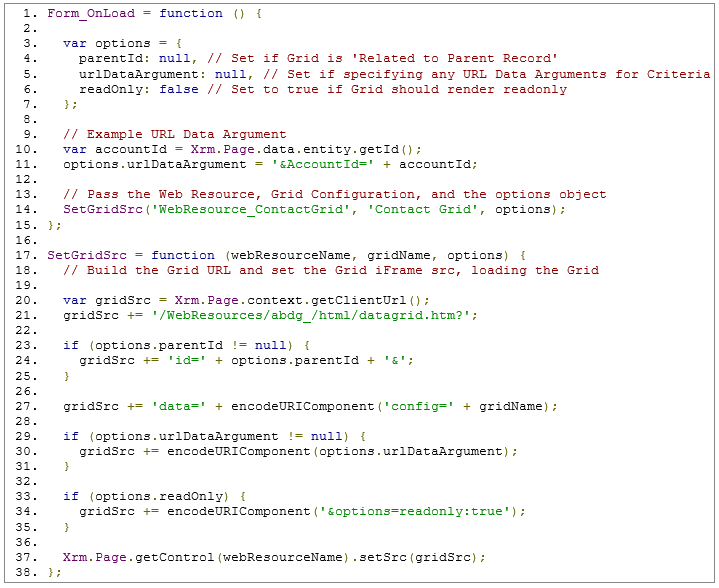 1. Form_OnLoad = function () {
2.
3. var options = {
4. parentId: null, // Set if Grid is 'Related to Parent Record'
5. urlDataArgument: null, // Set if specifying any URL Data Arguments for Criteria
6. readOnly: false // Set to true if Grid should render readonly
7. };
8.
9. // Example URL Data Argument
10. var accountId = Xrm.Page.data.entity.getId();
11. options.urlDataArgument = '&AccountId=' + accountId;
12.
13. // Pass the Web Resource, Grid Configuration, and the options object
14. SetGridSrc('WebResource_ContactGrid', 'Contact Grid', options);
15. };
16.
17. SetGridSrc = function (webResourceName, gridName, options) {
18. // Build the Grid URL and set the Grid iFrame src, loading the Grid
19.
20. var gridSrc = Xrm.Page.context.getClientUrl();
21. gridSrc += '/WebResources/abdg_/html/datagrid.htm?';
22.
23. if (options.parentId != null) {
24. gridSrc += 'id=' + options.parentId + '&';
25. }
26.
27. gridSrc += 'data=' + encodeURIComponent('config=' + gridName);
28.
29. if (options.urlDataArgument != null) {
30. gridSrc += encodeURIComponent(options.urlDataArgument);
31. }
32.
33. if (options.readOnly) {
34. gridSrc += encodeURIComponent('&options=readonly:true');
35. }
36.
37. Xrm.Page.getControl(webResourceName).setSrc(gridSrc);
38. };